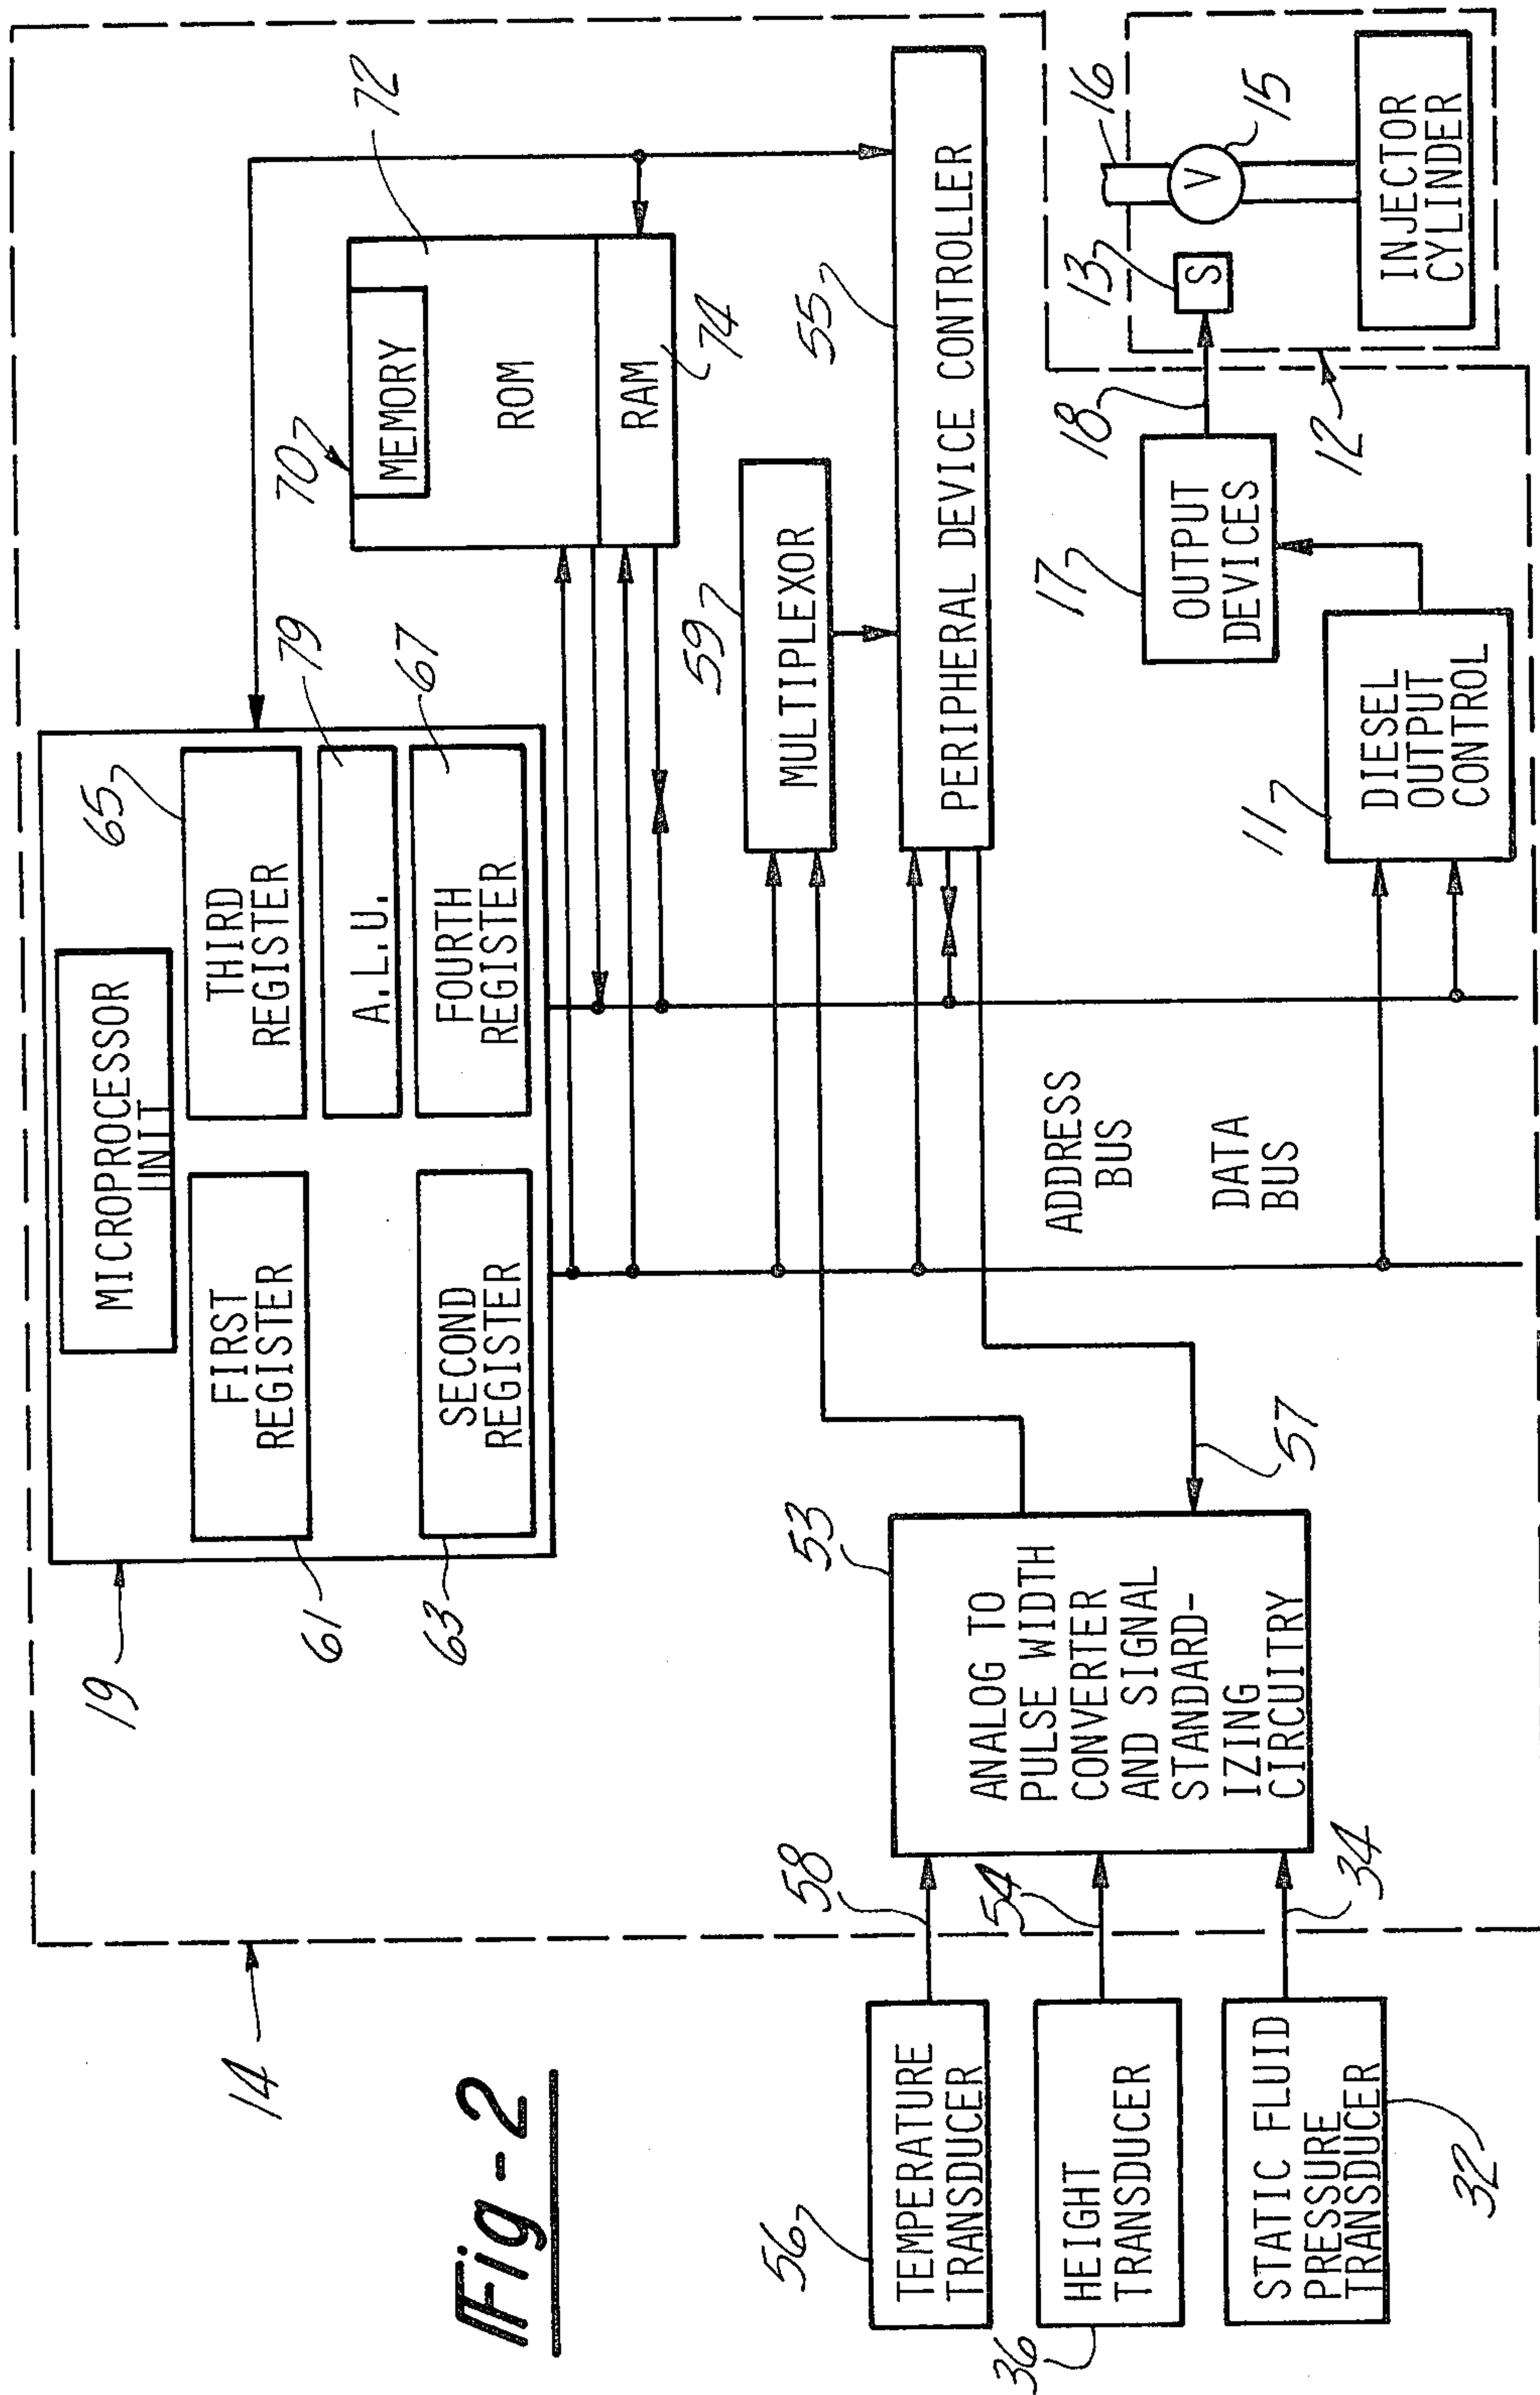 14
19
MICROPROCESSOR
UNIT
FIRST
REGISTER
61
SECOND
REGISTER
63
65
THIRD
REGISTER
79
A.L.U.
67
FOURTH
REGISTER
70
MEMORY
72
ROM
RAM
74
59
MULTIPLEXOR
55
PERIPHERAL DEVICE CONTROLLER
ADDRESS
BUS
DATA
BUS
56
TEMPERATURE
TRANSDUCER
58
36
HEIGHT
TRANSDUCER
54
STATIC FLUID
PRESSURE
TRANSDUCER
32
34
53
ANALOG TO
PULSE WIDTH
CONVERTER
AND SIGNAL
STANDARD-
IZING
CIRCUITRY
57
11
DIESEL
OUTPUT
CONTROL
17
OUTPUT
DEVICES
18
12
13
S
16
V
15
INJECTOR
CYLINDER
Fig-2